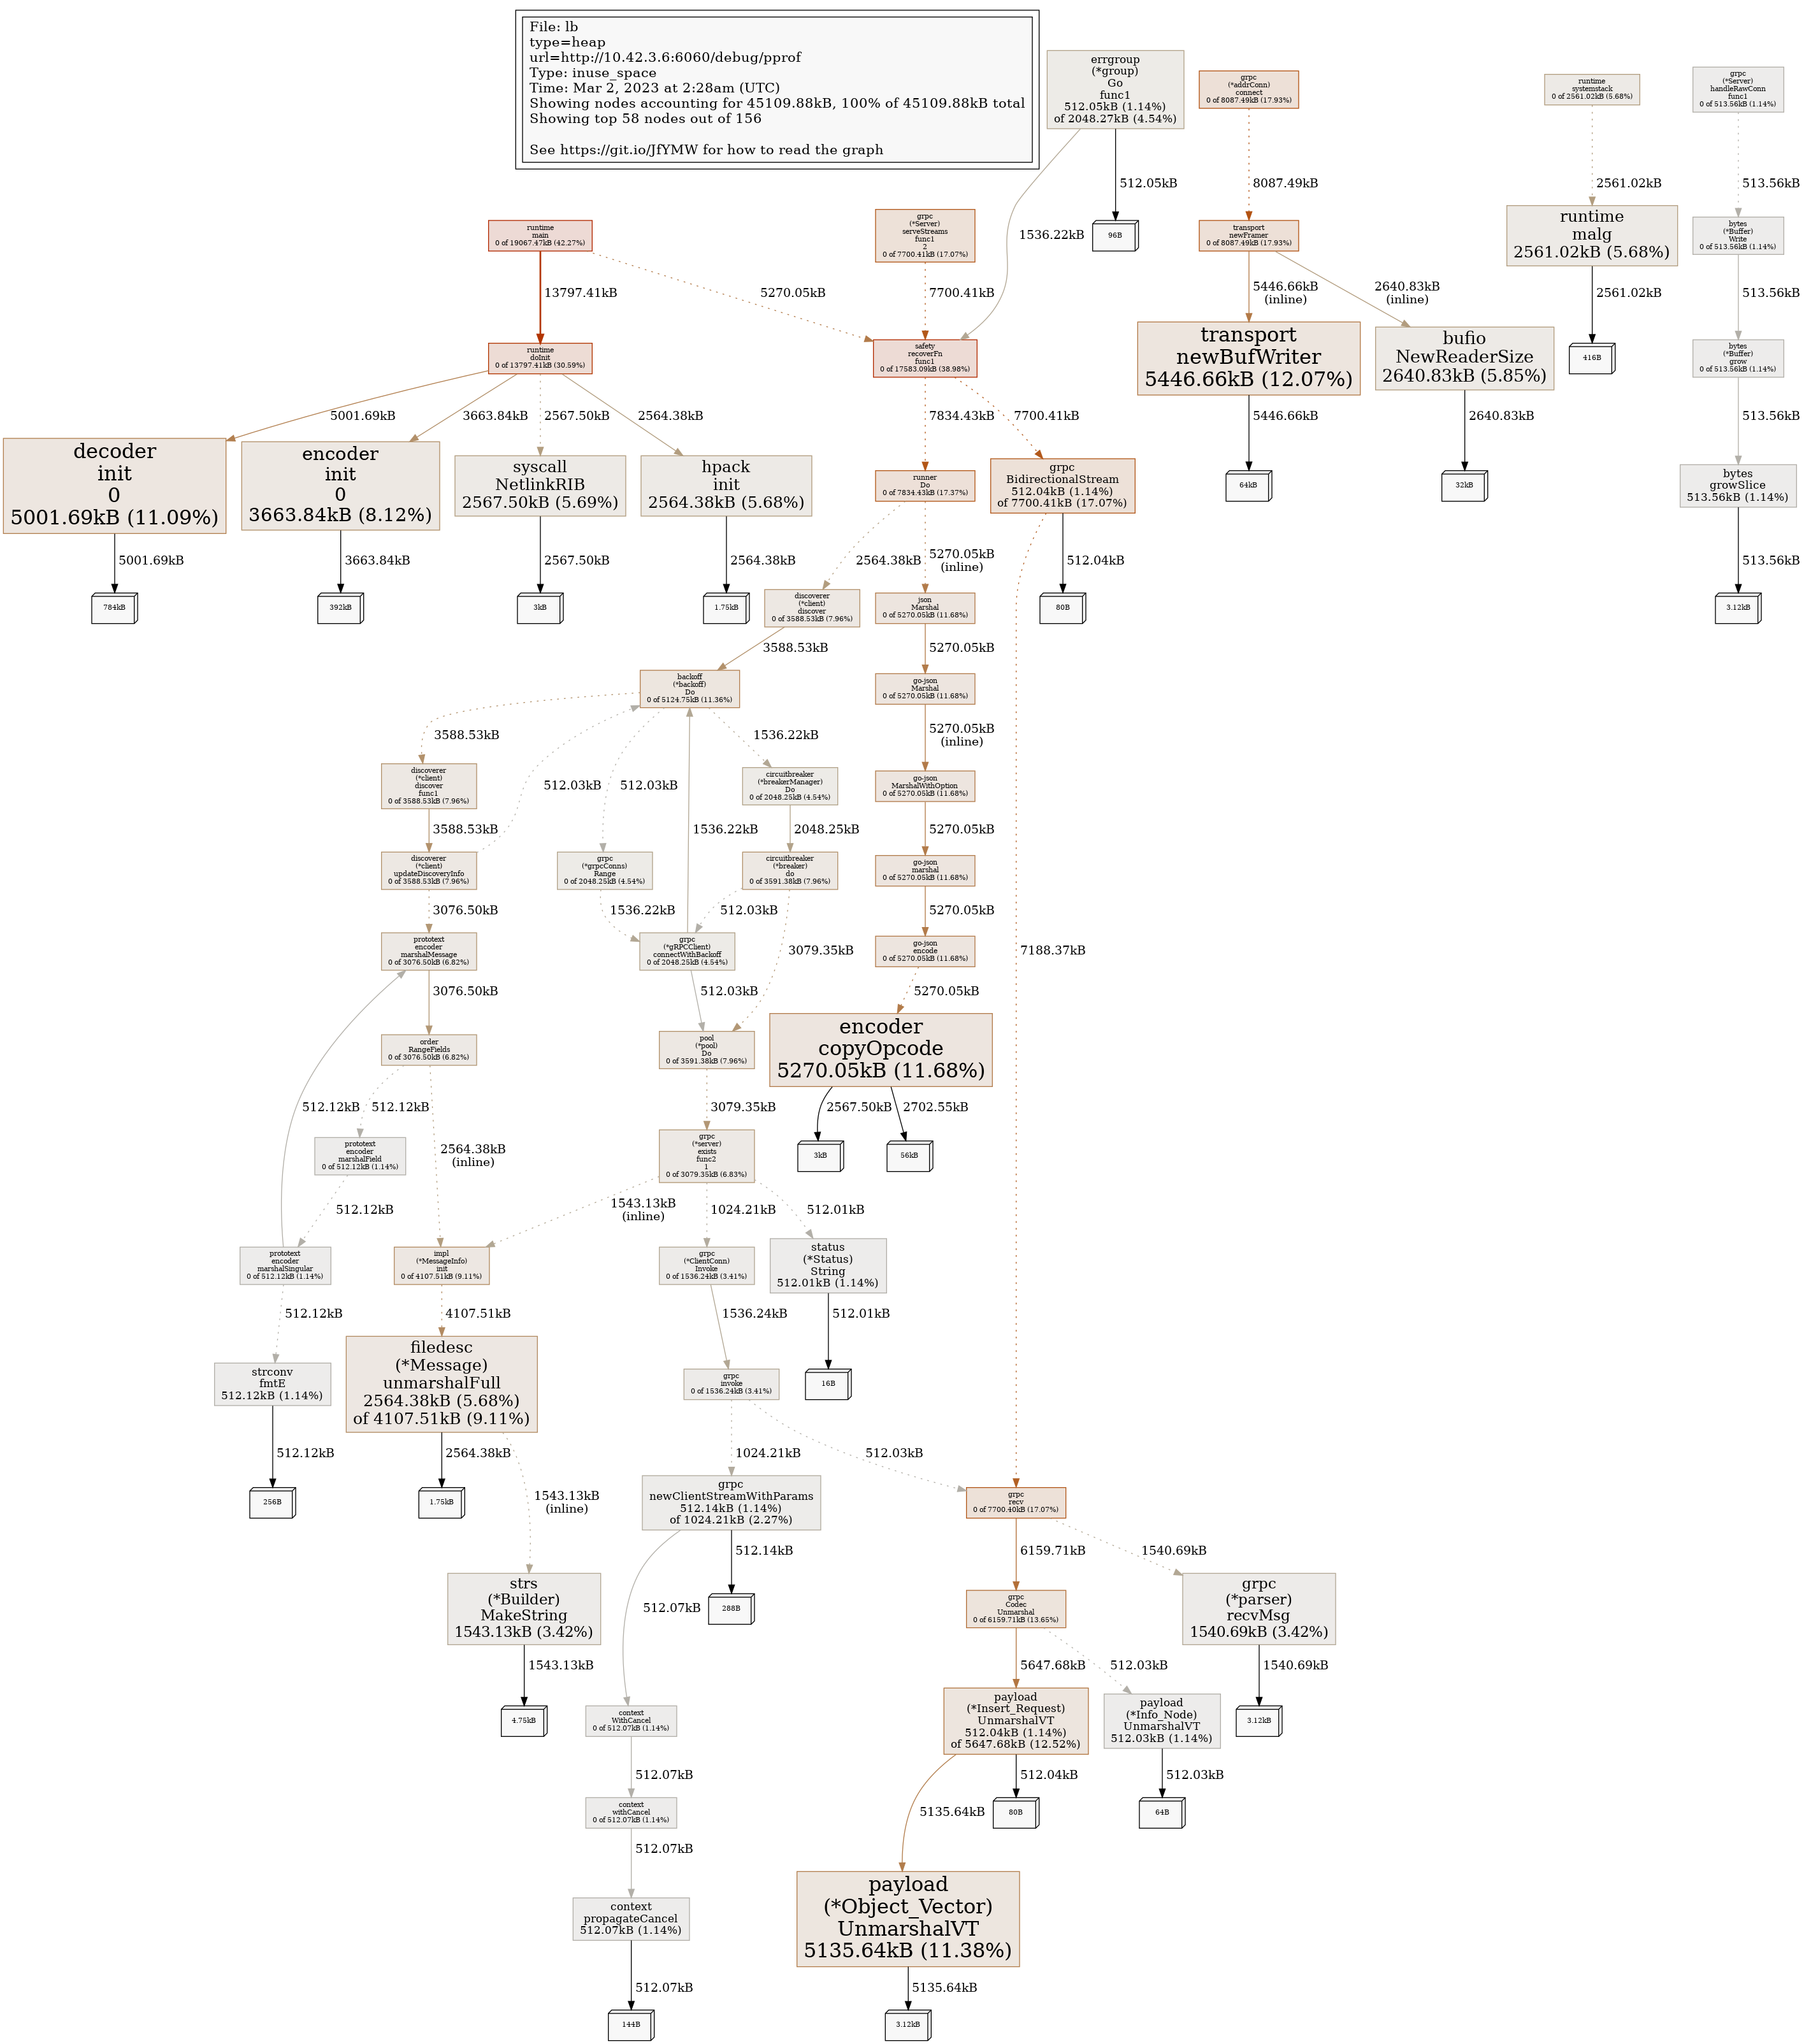 File: lb
type=heap
url=http://10.42.3.6:6060/debug/pprof
Type: inuse_space
Time: Mar 2, 2023 at 2:28am (UTC)
Showing nodes accounting for 45109.88kB, 100% of 45109.88kB total
Showing top 58 nodes out of 156
See https://git.io/JfYMW for how to read the graph
errgroup
(*group)
Go
func1
512.05kB (1.14%)
of 2048.27kB (4.54%)
grpc
(*addrConn)
connect
0 of 8087.49kB (17.93%)
runtime
systemstack
0 of 2561.02kB (5.68%)
grpc
(*Server)
handleRawConn
func1
0 of 513.56kB (1.14%)
1536.22kB
512.05kB
8087.49kB
2561.02kB
513.56kB
runtime
main
0 of 19067.47kB (42.27%)
grpc
(*Server)
serveStreams
func1
2
0 of 7700.41kB (17.07%)
96B
transport
newFramer
0 of 8087.49kB (17.93%)
runtime
malg
2561.02kB (5.68%)
bytes
(*Buffer)
Write
0 of 513.56kB (1.14%)
13797.41kB
5270.05kB
7700.41kB
5446.66kB
(inline)
2640.83kB
(inline)
2561.02kB
513.56kB
runtime
doInit
0 of 13797.41kB (30.59%)
safety
recoverFn
func1
0 of 17583.09kB (38.98%)
transport
newBufWriter
5446.66kB (12.07%)
bufio
NewReaderSize
2640.83kB (5.85%)
416B
bytes
(*Buffer)
grow
0 of 513.56kB (1.14%)
5001.69kB
3663.84kB
2567.50kB
2564.38kB
7834.43kB
7700.41kB
5446.66kB
2640.83kB
513.56kB
decoder
init
0
5001.69kB (11.09%)
encoder
init
0
3663.84kB (8.12%)
syscall
NetlinkRIB
2567.50kB (5.69%)
hpack
init
2564.38kB (5.68%)
runner
Do
0 of 7834.43kB (17.37%)
grpc
BidirectionalStream
512.04kB (1.14%)
of 7700.41kB (17.07%)
64kB
32kB
bytes
growSlice
513.56kB (1.14%)
5001.69kB
3663.84kB
2567.50kB
2564.38kB
2564.38kB
5270.05kB
(inline)
512.04kB
513.56kB
784kB
392kB
3kB
1.75kB
discoverer
(*client)
discover
0 of 3588.53kB (7.96%)
json
Marshal
0 of 5270.05kB (11.68%)
80B
3.12kB
3588.53kB
5270.05kB
backoff
(*backoff)
Do
0 of 5124.75kB (11.36%)
go-json
Marshal
0 of 5270.05kB (11.68%)
3588.53kB
512.03kB
512.03kB
1536.22kB
5270.05kB
(inline)
discoverer
(*client)
discover
func1
0 of 3588.53kB (7.96%)
circuitbreaker
(*breakerManager)
Do
0 of 2048.25kB (4.54%)
go-json
MarshalWithOption
0 of 5270.05kB (11.68%)
3588.53kB
1536.22kB
2048.25kB
5270.05kB
discoverer
(*client)
updateDiscoveryInfo
0 of 3588.53kB (7.96%)
grpc
(*grpcConns)
Range
0 of 2048.25kB (4.54%)
circuitbreaker
(*breaker)
do
0 of 3591.38kB (7.96%)
go-json
marshal
0 of 5270.05kB (11.68%)
3076.50kB
1536.22kB
512.03kB
5270.05kB
prototext
encoder
marshalMessage
0 of 3076.50kB (6.82%)
grpc
(*gRPCClient)
connectWithBackoff
0 of 2048.25kB (4.54%)
3079.35kB
go-json
encode
0 of 5270.05kB (11.68%)
7188.37kB
3076.50kB
512.03kB
5270.05kB
order
RangeFields
0 of 3076.50kB (6.82%)
pool
(*pool)
Do
0 of 3591.38kB (7.96%)
encoder
copyOpcode
5270.05kB (11.68%)
512.12kB
512.12kB
3079.35kB
2567.50kB
2702.55kB
prototext
encoder
marshalField
0 of 512.12kB (1.14%)
2564.38kB
(inline)
grpc
(*server)
exists
func2
1
0 of 3079.35kB (6.83%)
3kB
56kB
512.12kB
1543.13kB
(inline)
1024.21kB
512.01kB
prototext
encoder
marshalSingular
0 of 512.12kB (1.14%)
impl
(*MessageInfo)
init
0 of 4107.51kB (9.11%)
grpc
(*ClientConn)
Invoke
0 of 1536.24kB (3.41%)
status
(*Status)
String
512.01kB (1.14%)
512.12kB
4107.51kB
1536.24kB
512.01kB
strconv
fmtE
512.12kB (1.14%)
filedesc
(*Message)
unmarshalFull
2564.38kB (5.68%)
of 4107.51kB (9.11%)
grpc
invoke
0 of 1536.24kB (3.41%)
16B
512.12kB
2564.38kB
1024.21kB
512.03kB
256B
1.75kB
1543.13kB
(inline)
grpc
newClientStreamWithParams
512.14kB (1.14%)
of 1024.21kB (2.27%)
grpc
recv
0 of 7700.40kB (17.07%)
512.14kB
6159.71kB
1540.69kB
strs
(*Builder)
MakeString
1543.13kB (3.42%)
512.07kB
288B
grpc
Codec
Unmarshal
0 of 6159.71kB (13.65%)
grpc
(*parser)
recvMsg
1540.69kB (3.42%)
1543.13kB
5647.68kB
512.03kB
1540.69kB
4.75kB
context
WithCancel
0 of 512.07kB (1.14%)
payload
(*Insert_Request)
UnmarshalVT
512.04kB (1.14%)
of 5647.68kB (12.52%)
payload
(*Info_Node)
UnmarshalVT
512.03kB (1.14%)
3.12kB
512.07kB
512.04kB
512.03kB
context
withCancel
0 of 512.07kB (1.14%)
5135.64kB
80B
64B
512.07kB
context
propagateCancel
512.07kB (1.14%)
payload
(*Object_Vector)
UnmarshalVT
5135.64kB (11.38%)
512.07kB
5135.64kB
144B
3.12kB